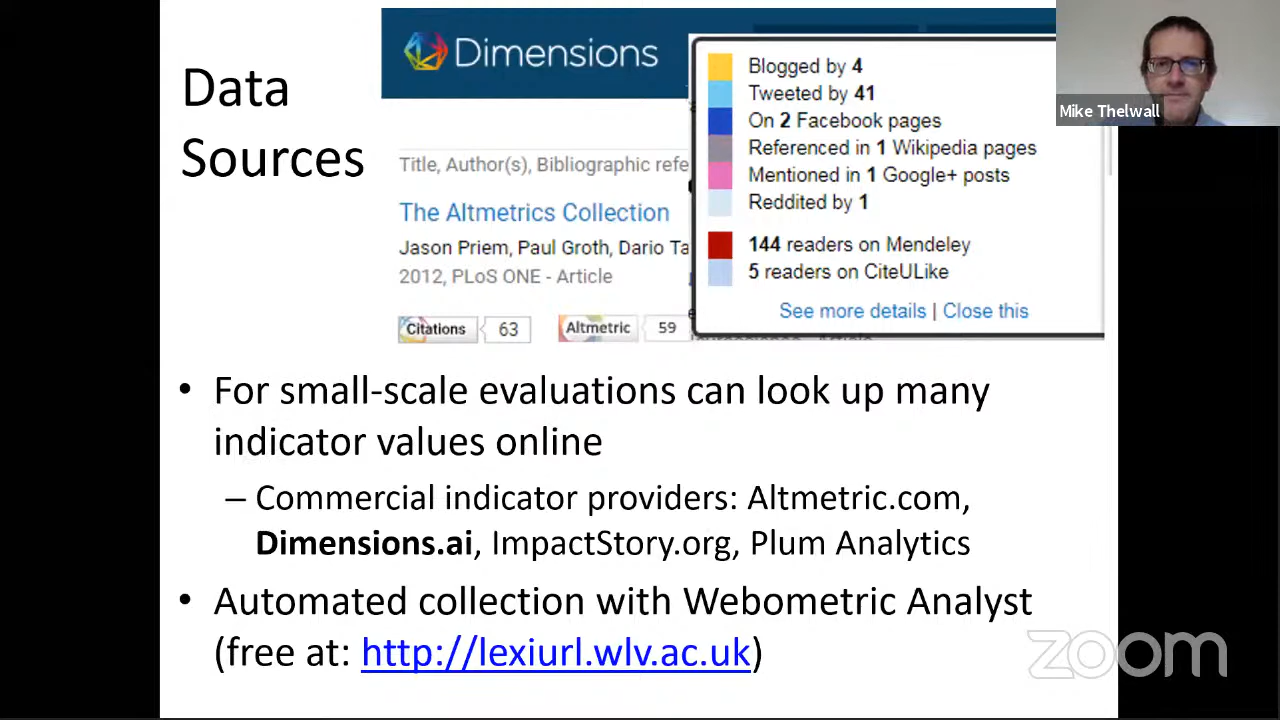 Data
Sources
Dimensions
Title, Author(s), Bibliographic refe
The Altmetrics Collection
Jason Priem, Paul Groth, Dario Ta
2012, PLoS ONE - Article
Citations 63
Altmetric 59
Blogged by 4
Tweeted by 41
On 2 Facebook pages
Referenced in 1 Wikipedia pages
Mentioned in 1 Google+ posts
Reddited by 1
144 readers on Mendeley
5 readers on CiteULike
See more details | Close this
Mike Thelwall
• For small-scale evaluations can look up many
indicator values online
– Commercial indicator providers: Altmetric.com,
Dimensions.ai, ImpactStory.org, Plum Analytics
• Automated collection with Webometric Analyst
(free at: http://lexiurl.wlv.ac.uk)
zoom